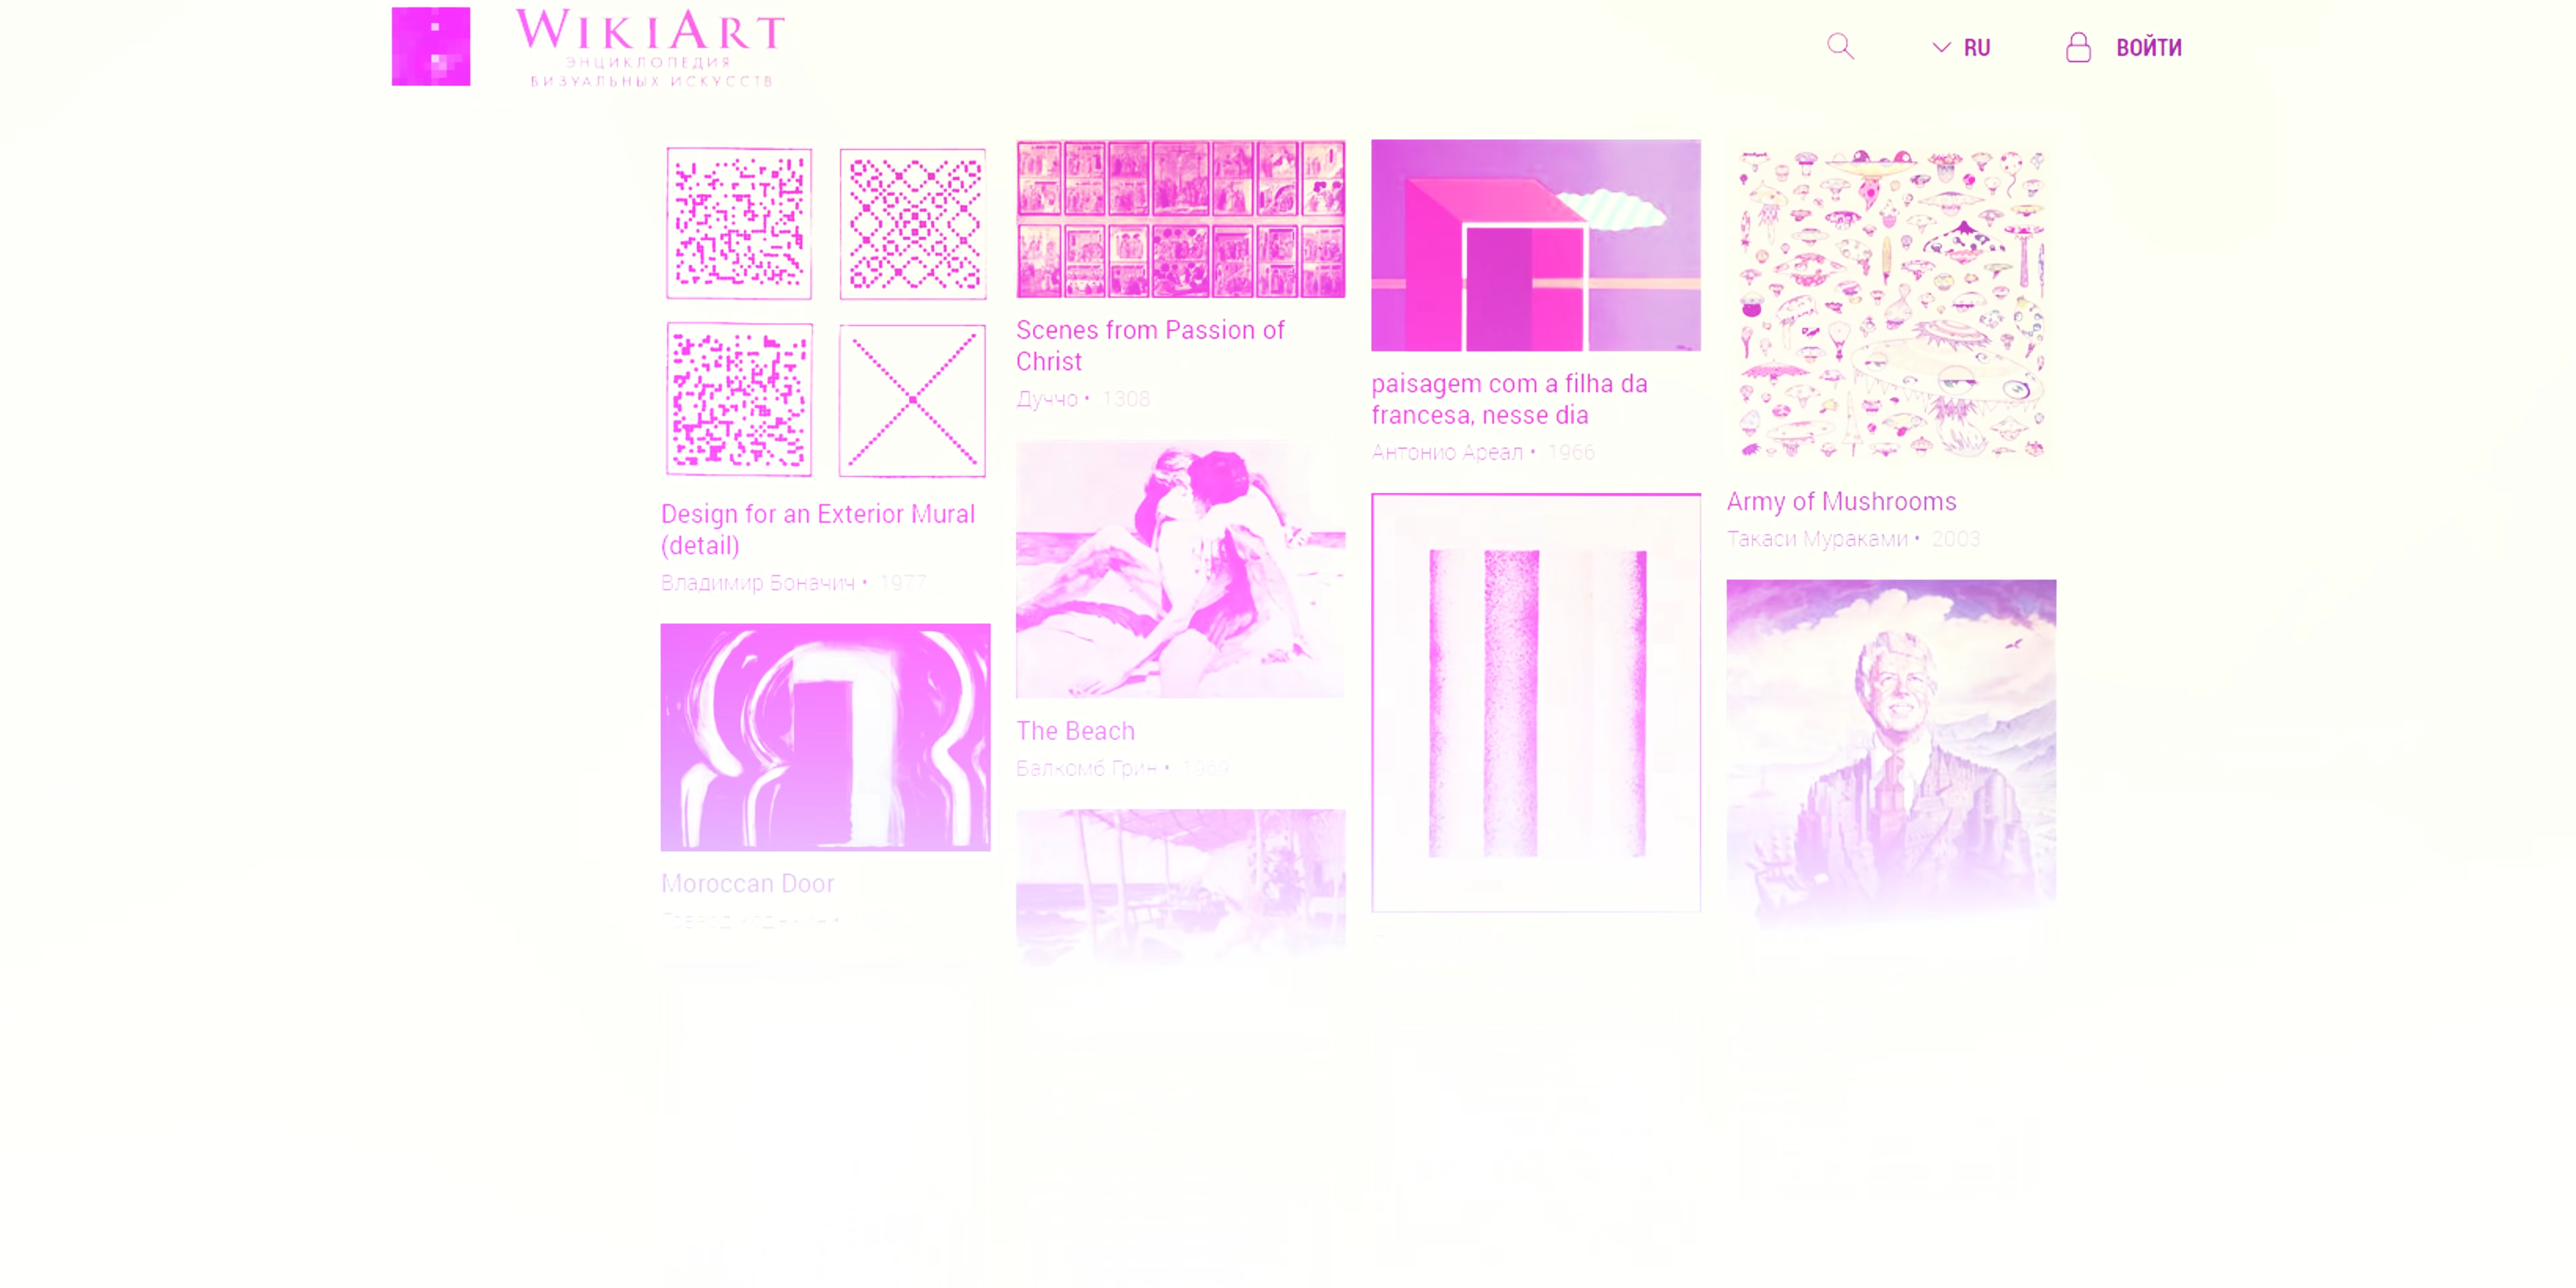 WIKIART
ЭНЦИКЛОПЕДИЯ
ВИЗУАЛЬНЫХ ИСКУССТВ
RU
ВОЙТИ
Design for an Exterior Mural
(detail)
Владимир Боначич • 1977
Moroccan Door
Scenes from Passion of
Christ
Дуччо • 1308
The Beach
Балкомб Грин • 1969
paisagem com a filha da
francesa, nesse dia
Антонио Ареал • 1966
Army of Mushrooms
Такаси Мураками • 2003